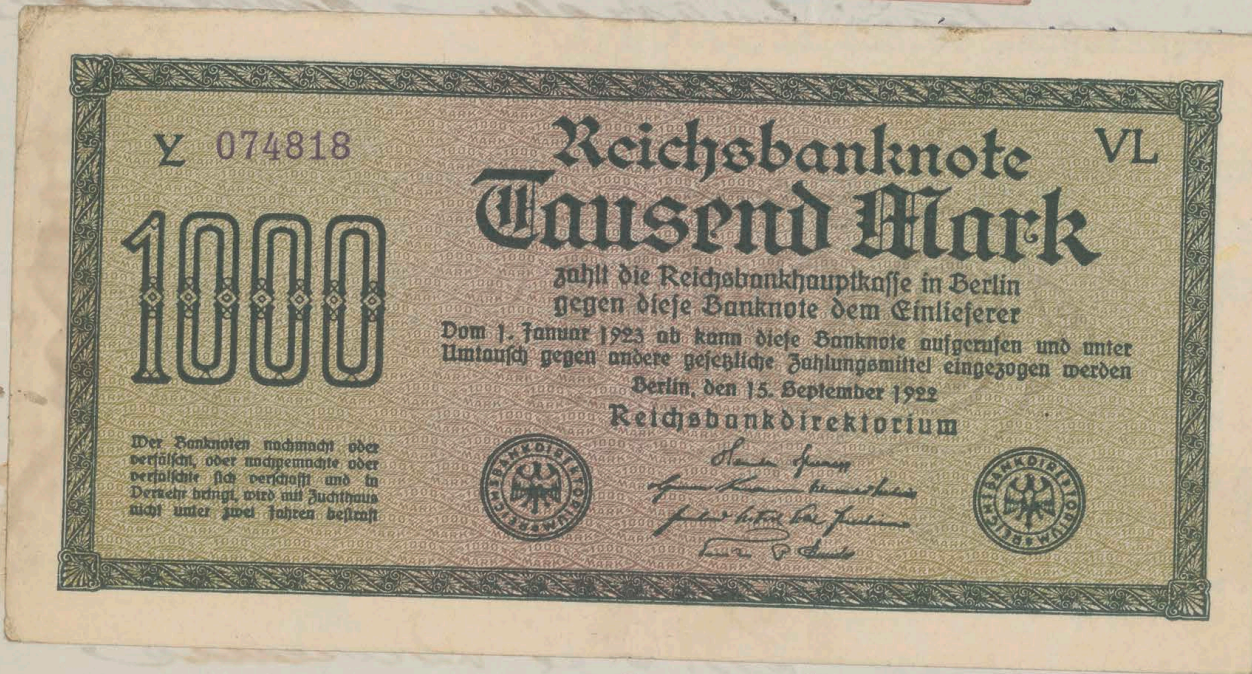 Y 074818
VL
Reichsbanknote
Tausend Mark
zahlt die Reichsbankhauptkasse in Berlin
gegen diese Banknote dem Einlieferer
Vom 1. Januar 1923 ab kann diese Banknote aufgerufen und unter
Umtausch gegen andere gesetzliche Zahlungsmittel eingezogen werden
Berlin, den 15. September 1922
Reichsbankdirektorium
1000
Wer Banknoten nachmacht oder
verfälscht, oder nachgemachte oder
verfälschte sich verschafft und in
Verkehr bringt, wird mit Zuchthaus
nicht unter zwei Jahren bestraft
REICHSBANKDIREKTORIUM
REICHSBANKDIREKTORIUM